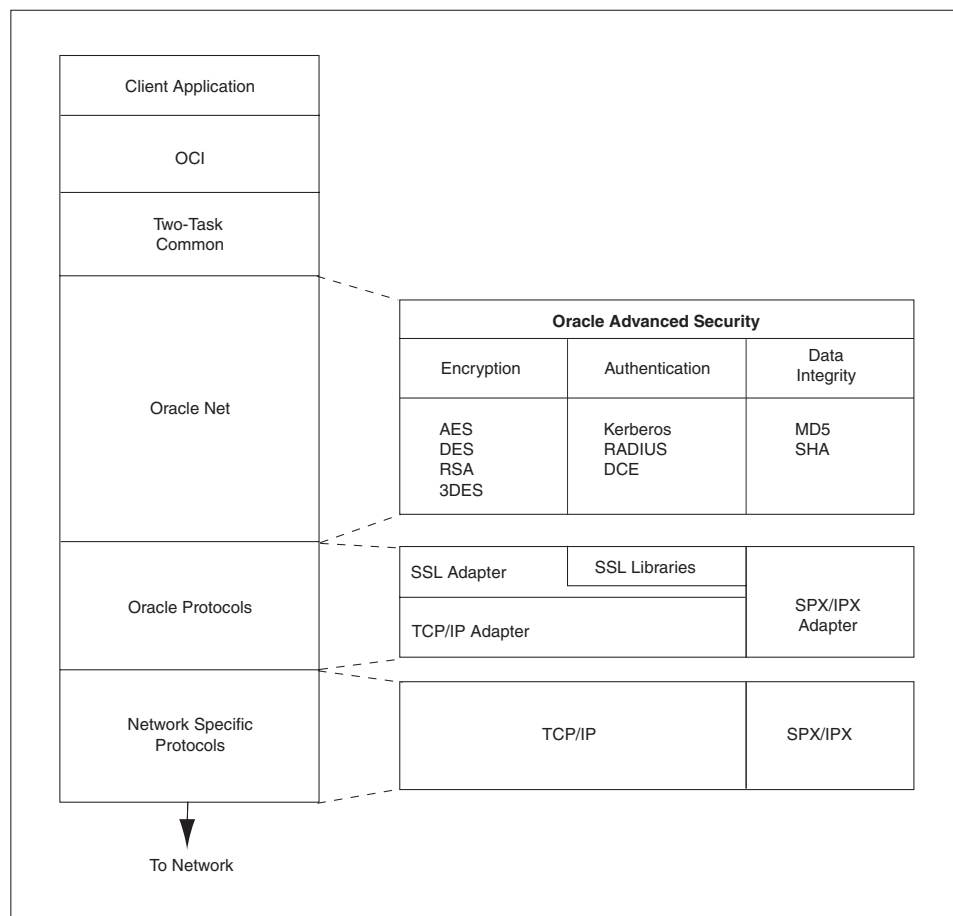 Client Application
OCI
Two-Task
Common
Oracle Net
Oracle Advanced Security
Encryption
Authentication
Data
Integrity
AES
DES
RSA
3DES
Kerberos
RADIUS
DCE
MD5
SHA
Oracle Protocols
SSL Adapter
SSL Libraries
TCP/IP Adapter
SPX/IPX
Adapter
Network Specific
Protocols
TCP/IP
SPX/IPX
To Network